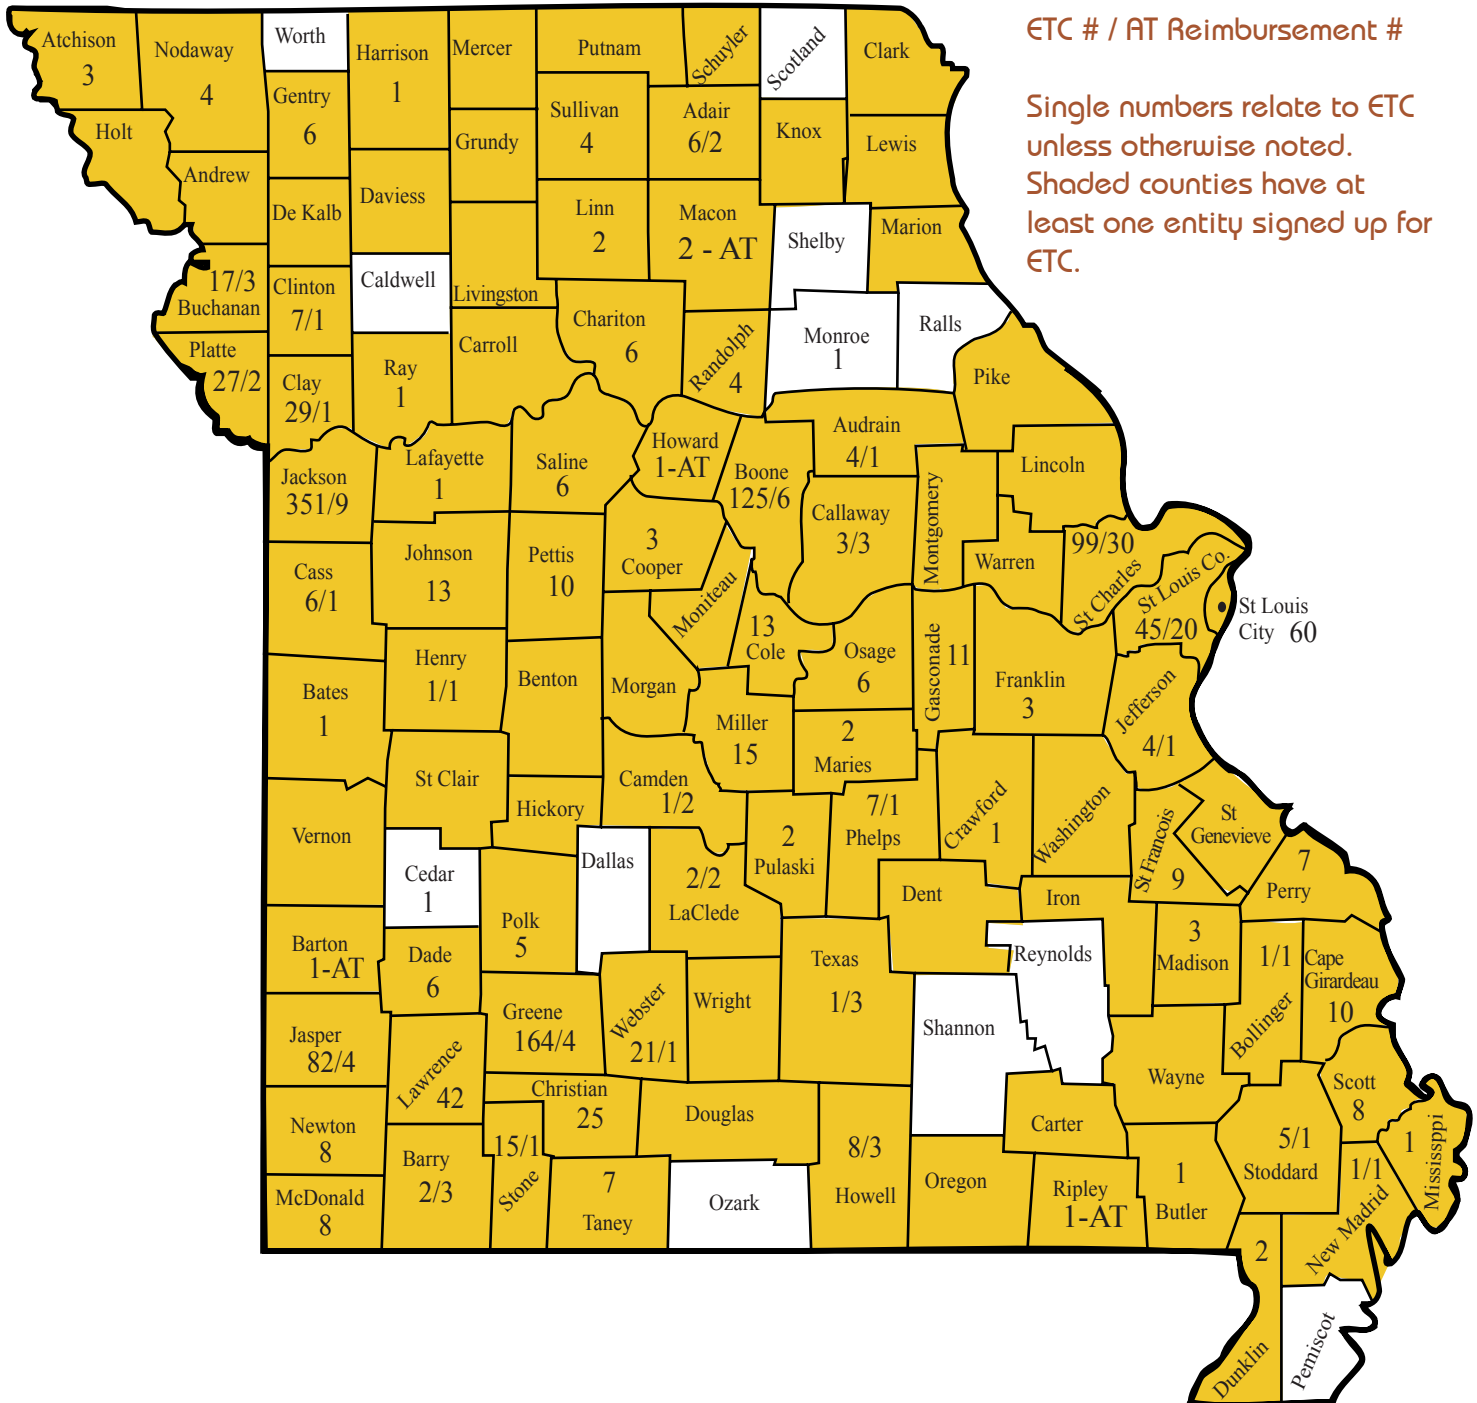 ETC # / AT Reimbursement #
Single numbers relate to ETC
unless otherwise noted.
Shaded counties have at
least one entity signed up for
ETC.
Atchison
3
Nodaway
4
Worth
Harrison
1
Mercer
Putnam
Schuyler
Scotland
Clark
Holt
Andrew
Gentry
6
De Kalb
Daviess
Grundy
Sullivan
4
Adair
6/2
Knox
Lewis
Linn
2
Macon
2 - AT
Shelby
Marion
17/3
Buchanan
Clinton
7/1
Caldwell
Livingston
Chariton
6
Randolph
4
Monroe
1
Ralls
Platte
27/2
Clay
29/1
Ray
1
Carroll
Pike
Audrain
4/1
Jackson
351/9
Lafayette
1
Saline
6
Howard
1-AT
Boone
125/6
Callaway
3/3
Montgomery
Lincoln
Warren
99/30
St Charles
St Louis Co.
45/20
St Louis
City 60
Cass
6/1
Johnson
13
Pettis
10
3
Cooper
Moniteau
13
Cole
Osage
6
Gasconade
11
Franklin
3
Jefferson
4/1
Bates
1
Henry
1/1
Benton
Morgan
Miller
15
2
Maries
St Clair
Hickory
Camden
1/2
2
Pulaski
7/1
Phelps
Crawford
1
Washington
St Francois
9
St
Genevieve
7
Perry
Vernon
Cedar
1
Polk
5
Dallas
2/2
LaClede
Dent
Iron
Reynolds
3
Madison
1/1
Bollinger
Cape
Girardeau
10
Barton
1-AT
Dade
6
Greene
164/4
Webster
21/1
Wright
Texas
1/3
Shannon
Wayne
Scott
8
Jasper
82/4
Lawrence
42
Christian
25
Douglas
Carter
5/1
Stoddard
1
Mississppi
Newton
8
Barry
2/3
15/1
Stone
7
Taney
Ozark
8/3
Howell
Oregon
Ripley
1-AT
1
Butler
1/1
New Madrid
McDonald
8
2
Dunklin
Pemiscot